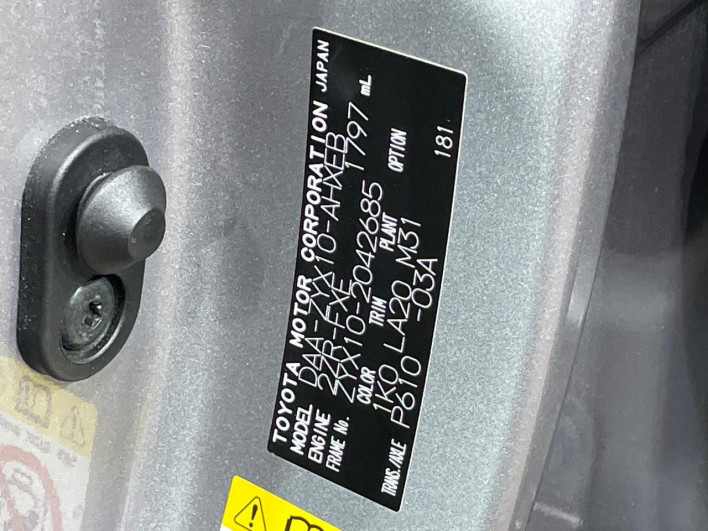 TOYOTA MOTOR CORPORATION JAPAN
MODEL DAA-ZYX10-AHXEB
ENGINE 2ZR-FXE 1797 mL
FRAME No. ZYX10-2042685
COLOR TRIM PLANT OPTION
1K0 LA20 M31
TRANS./AXLE P610 -03A 181